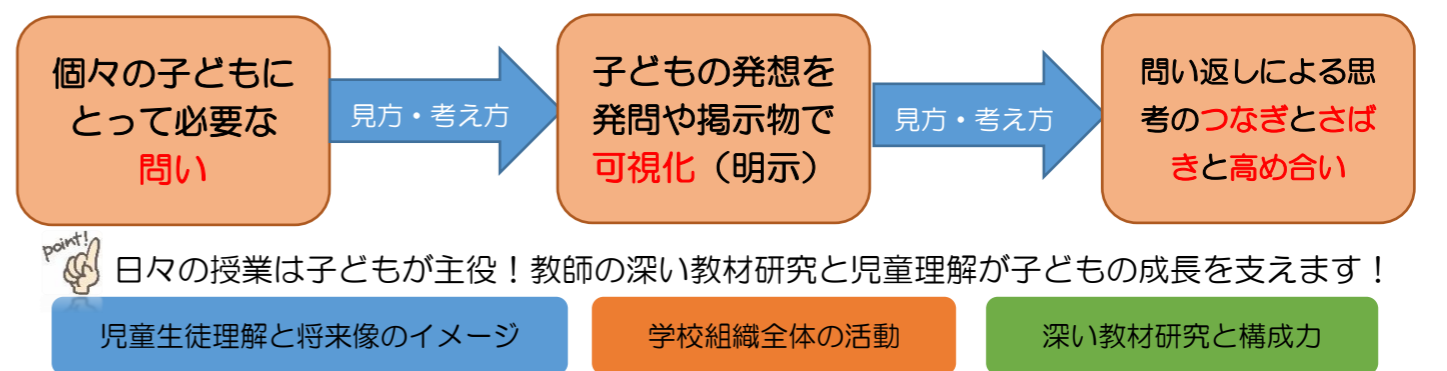 個々の子どもに
とって必要な
問い
見方・考え方
子どもの発想を
発問や掲示物で
可視化（明示）
見方・考え方
問い返しによる思
考のつなぎとさば
きと高め合い
point!
日々の授業は子どもが主役！教師の深い教材研究と児童理解が子どもの成長を支えます！
児童生徒理解と将来像のイメージ
学校組織全体の活動
深い教材研究と構成力